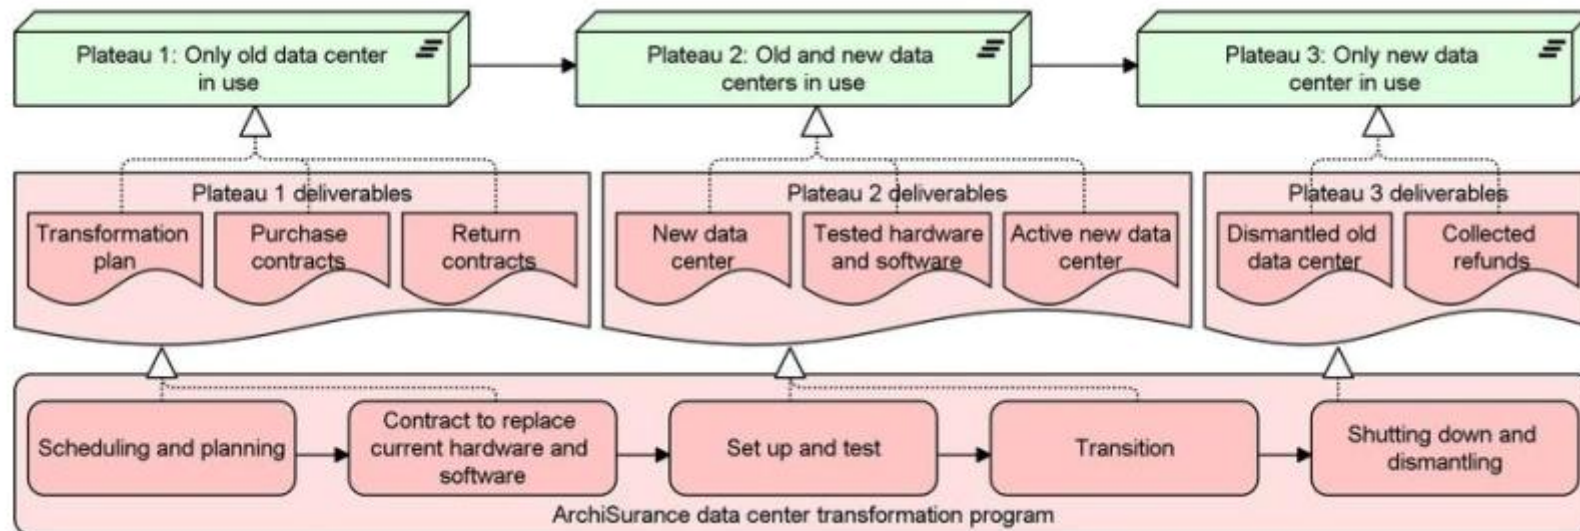 Plateau 1: Only old data center
in use
Plateau 2: Old and new data
centers in use
Plateau 3: Only new data
center in use
Plateau 1 deliverables
Transformation
plan
Purchase
contracts
Return
contracts
Plateau 2 deliverables
New data
center
Tested hardware
and software
Active new data
center
Plateau 3 deliverables
Dismantled old
data center
Collected
refunds
Scheduling and planning
Contract to replace
current hardware and
software
Set up and test
Transition
Shutting down and
dismantling
ArchiSurance data center transformation program